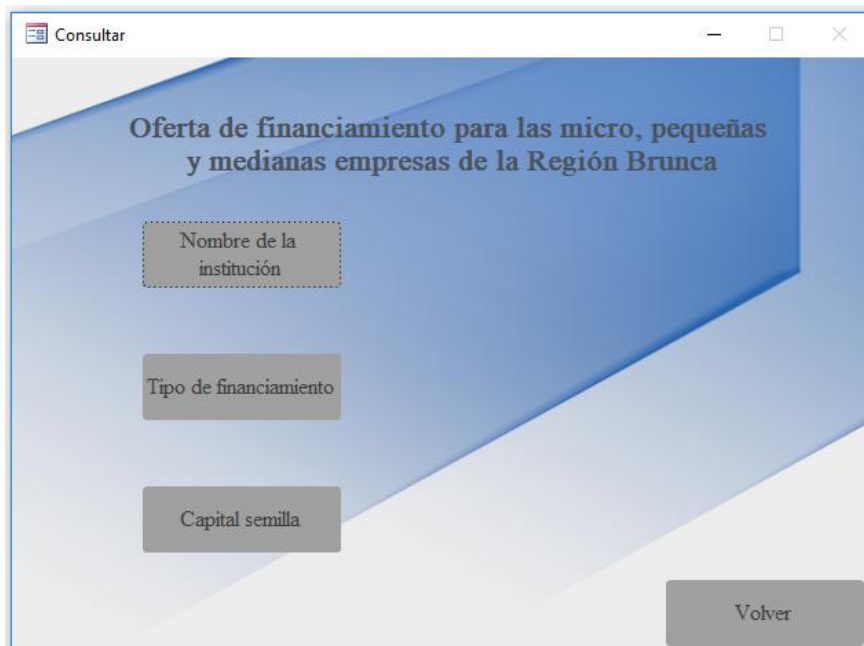 Consultar
Oferta de financiamiento para las micro, pequeñas
y medianas empresas de la Región Brunca
Nombre de la
institución
Tipo de financiamiento
Capital semilla
Volver